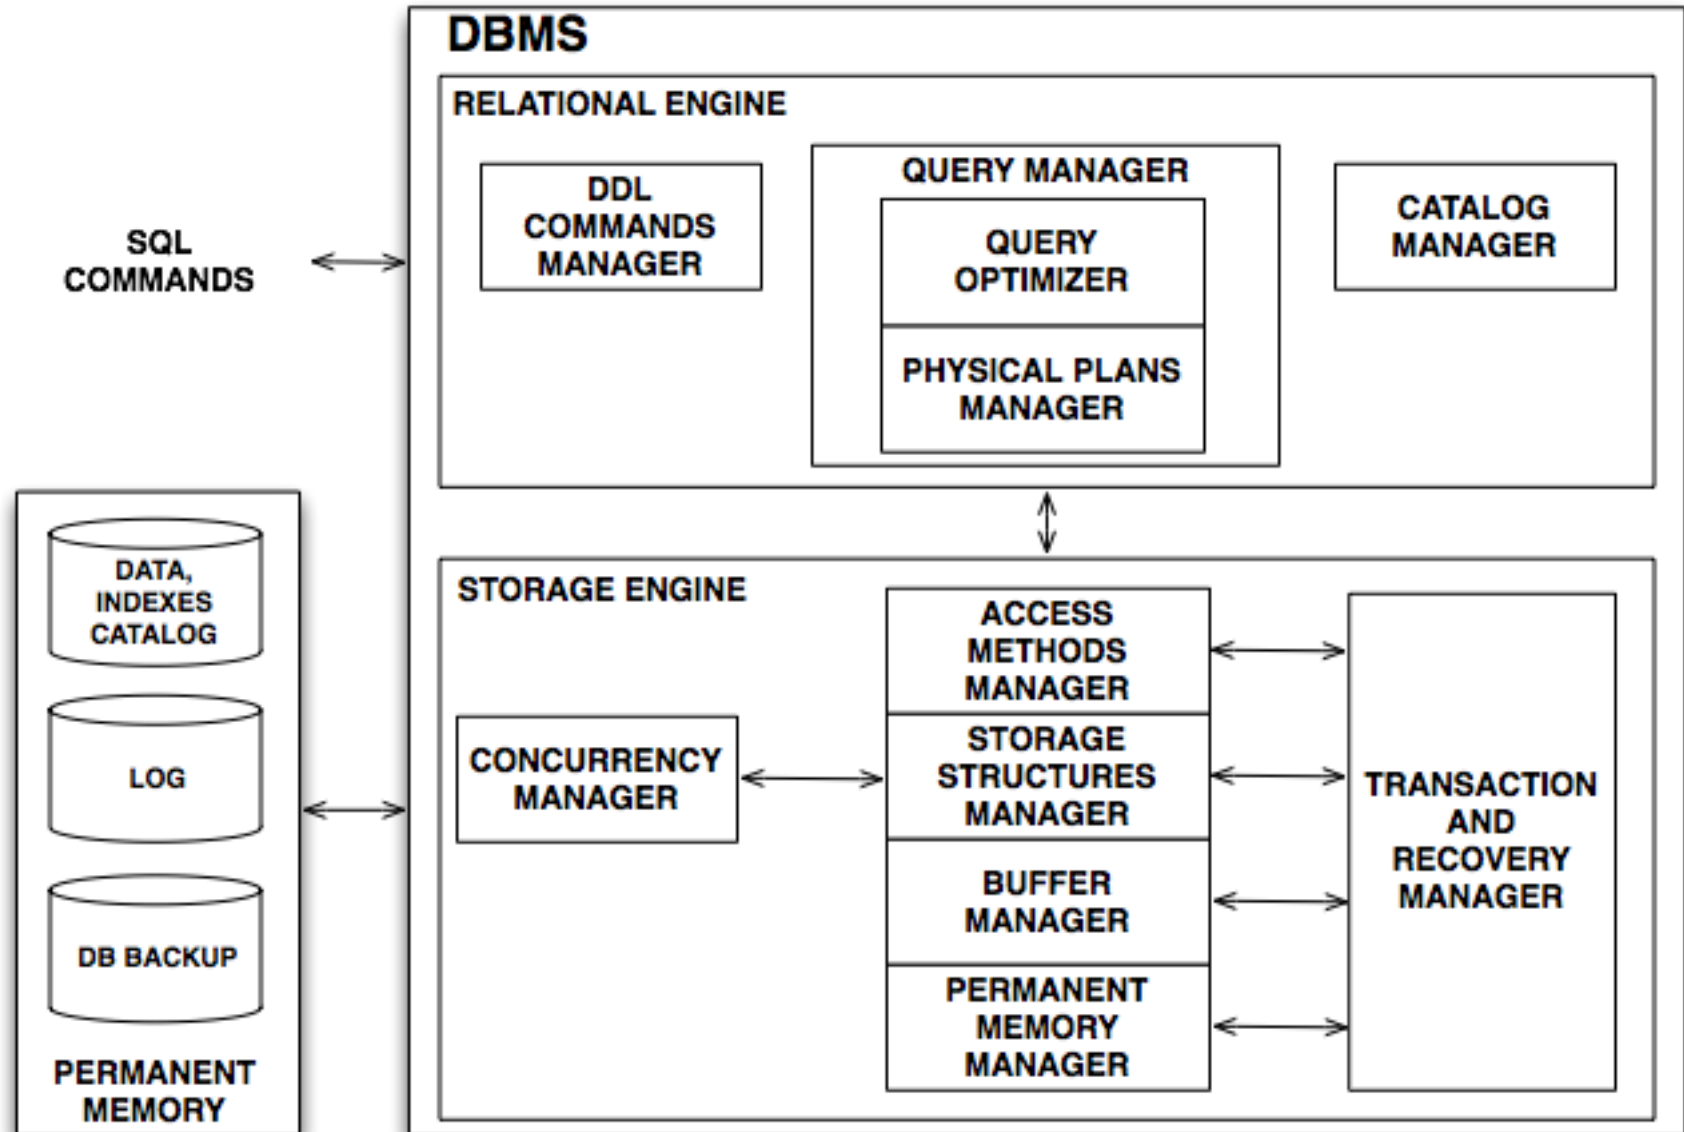 DBMS
RELATIONAL ENGINE
DDL
COMMANDS
MANAGER
QUERY MANAGER
QUERY
OPTIMIZER
PHYSICAL PLANS
MANAGER
CATALOG
MANAGER
SQL
COMMANDS
DATA,
INDEXES
CATALOG
LOG
DB BACKUP
PERMANENT
MEMORY
STORAGE ENGINE
CONCURRENCY
MANAGER
ACCESS
METHODS
MANAGER
STORAGE
STRUCTURES
MANAGER
BUFFER
MANAGER
PERMANENT
MEMORY
MANAGER
TRANSACTION
AND
RECOVERY
MANAGER